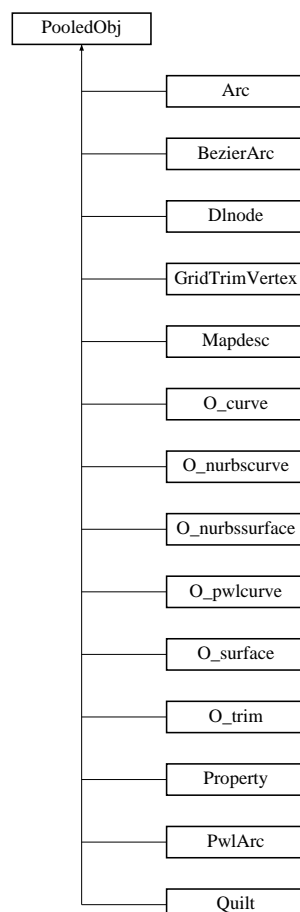 PooledObj
Arc
BezierArc
Dlnode
GridTrimVertex
Mapdesc
O_curve
O_nurbscurve
O_nurbssurface
O_pwlcurve
O_surface
O_trim
Property
PwlArc
Quilt